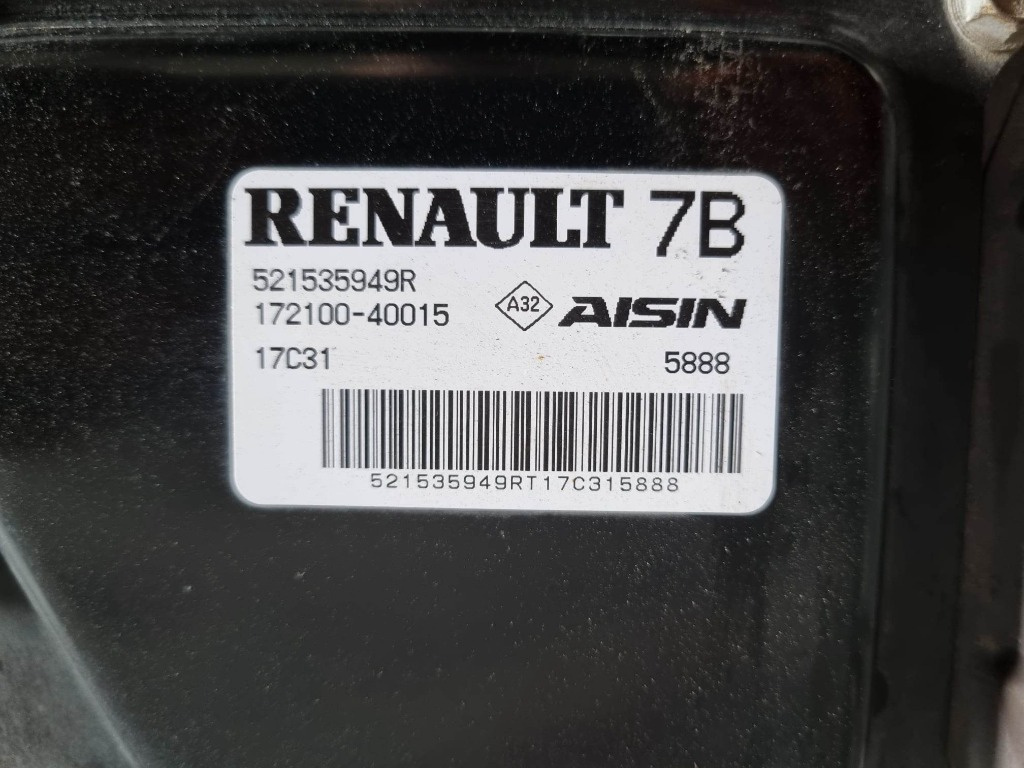 RENAULT 7B
521535949R
172100-40015 A32 AISIN
17C31 5888
521535949RT17C315888